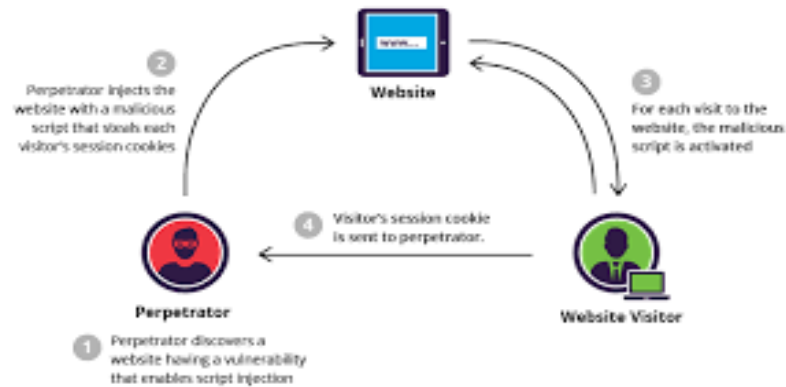 www...
Website
2
Perpetrator injects the
website with a malicious
script that steals each
visitor's session cookies
3
For each visit to the
website, the malicious
script is activated
4
Visitor's session cookie
is sent to perpetrator.
Perpetrator
Website Visitor
1
Perpetrator discovers a
website having a vulnerability
that enables script injection